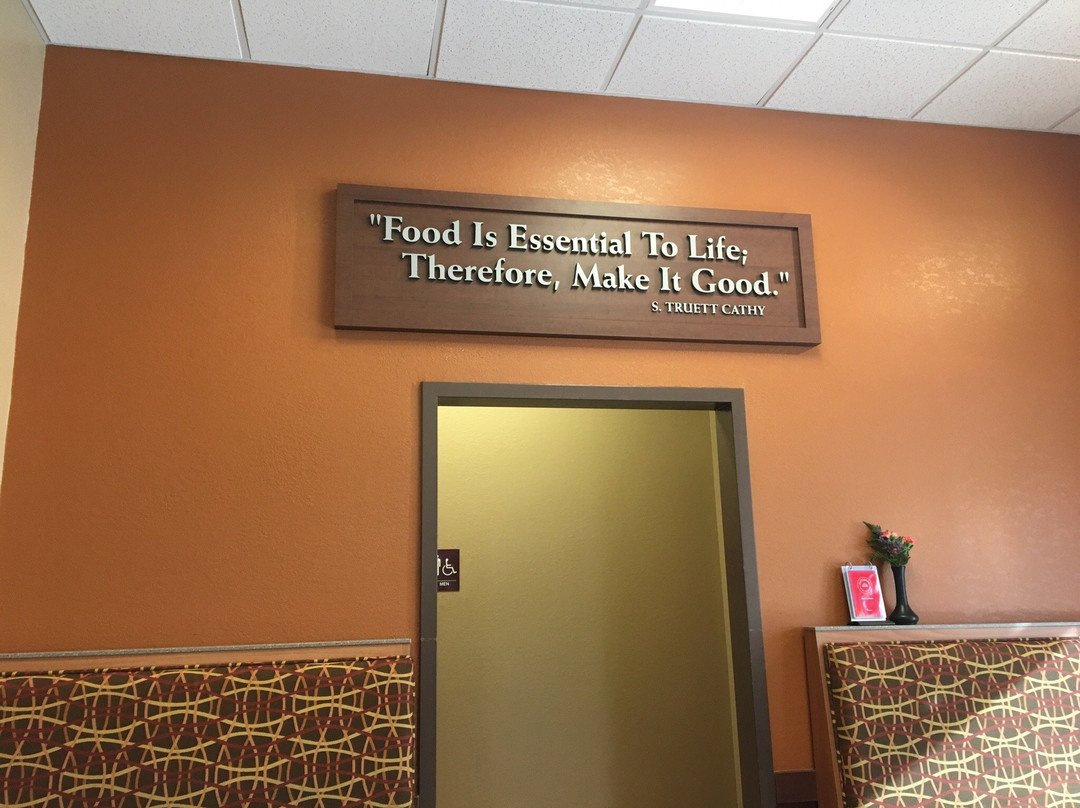 "Food Is Essential To Life;
Therefore, Make It Good."
S. TRUETT CATHY
MEN